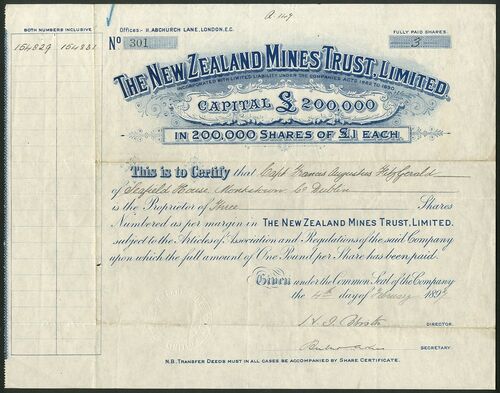 A 149
BOTH NUMBERS INCLUSIVE.
Offices:- 11, ABCHURCH LANE, LONDON, E.C.
FULLY PAID SHARES.
154829 154831
No 301
3
THE NEW ZEALAND MINES TRUST, LIMITED,
INCORPORATED WITH LIMITED LIABILITY UNDER THE COMPANIES ACTS, 1862 TO 1890.
CAPITAL £200,000
IN 200,000 SHARES OF £1 EACH.
This is to Certify that Capt Francis Augustus FitzGerald
of Seafield House, Monkstown Co Dublin
is the Proprietor of Three Shares
Numbered as per margin in THE NEW ZEALAND MINES TRUST, LIMITED.
subject to the Articles of Association and Regulations of the said Company
upon which the full amount of One Pound per Share has been paid.
Given under the Common Seal of the Company
the 4th day of February 189
DIRECTOR.
SECRETARY.
N.B. TRANSFER DEEDS MUST IN ALL CASES BE ACCOMPANIED BY SHARE CERTIFICATE.